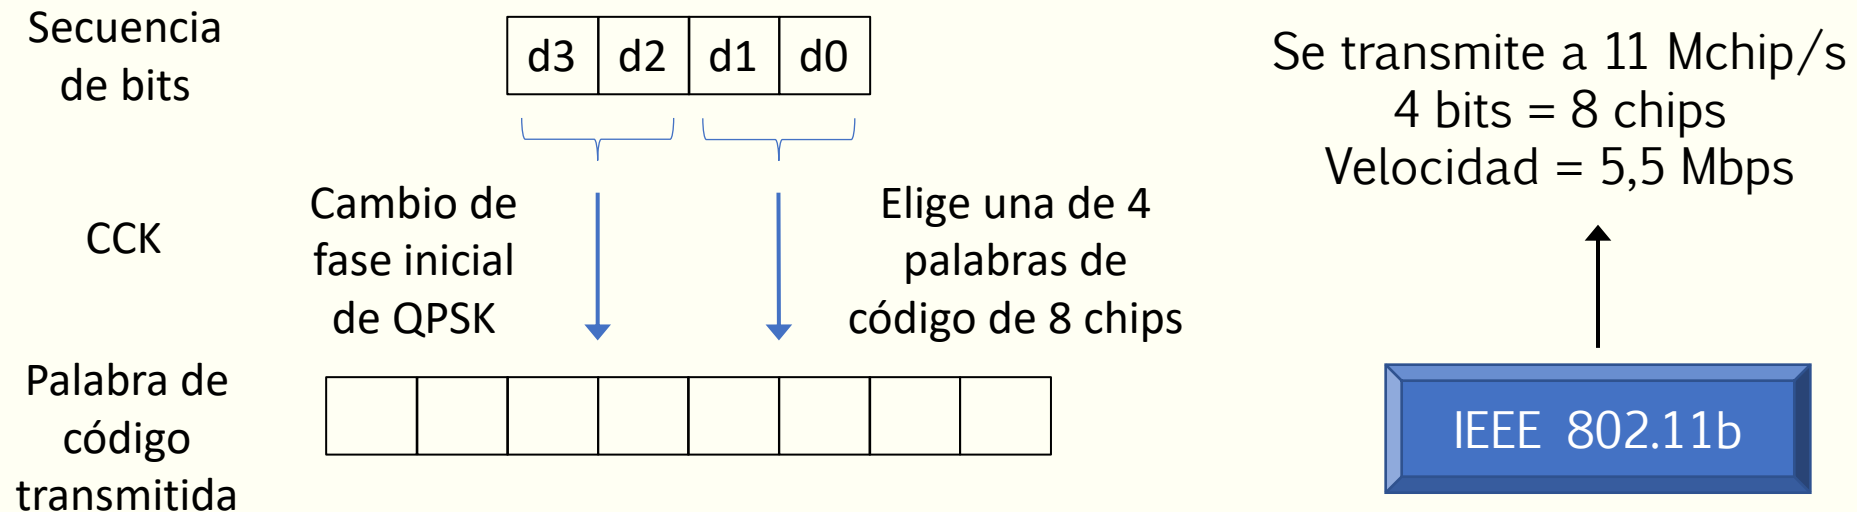 Secuencia
de bits
d3 d2 d1 d0
Se transmite a 11 Mchip/s
4 bits = 8 chips
Velocidad = 5,5 Mbps
CCK
Cambio de
fase inicial
de QPSK
Elige una de 4
palabras de
código de 8 chips
Palabra de
código
transmitida
IEEE 802.11b